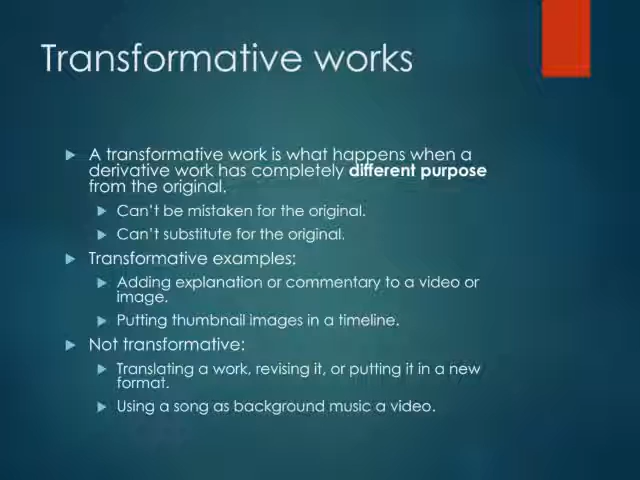 Transformative works
A transformative work is what happens when a
derivative work has completely different purpose
from the original.
Can't be mistaken for the original.
Can't substitute for the original.
Transformative examples:
Adding explanation or commentary to a video or
image.
Putting thumbnail images in a timeline.
Not transformative:
Translating a work, revising it, or putting it in a new
format.
Using a song as background music a video.